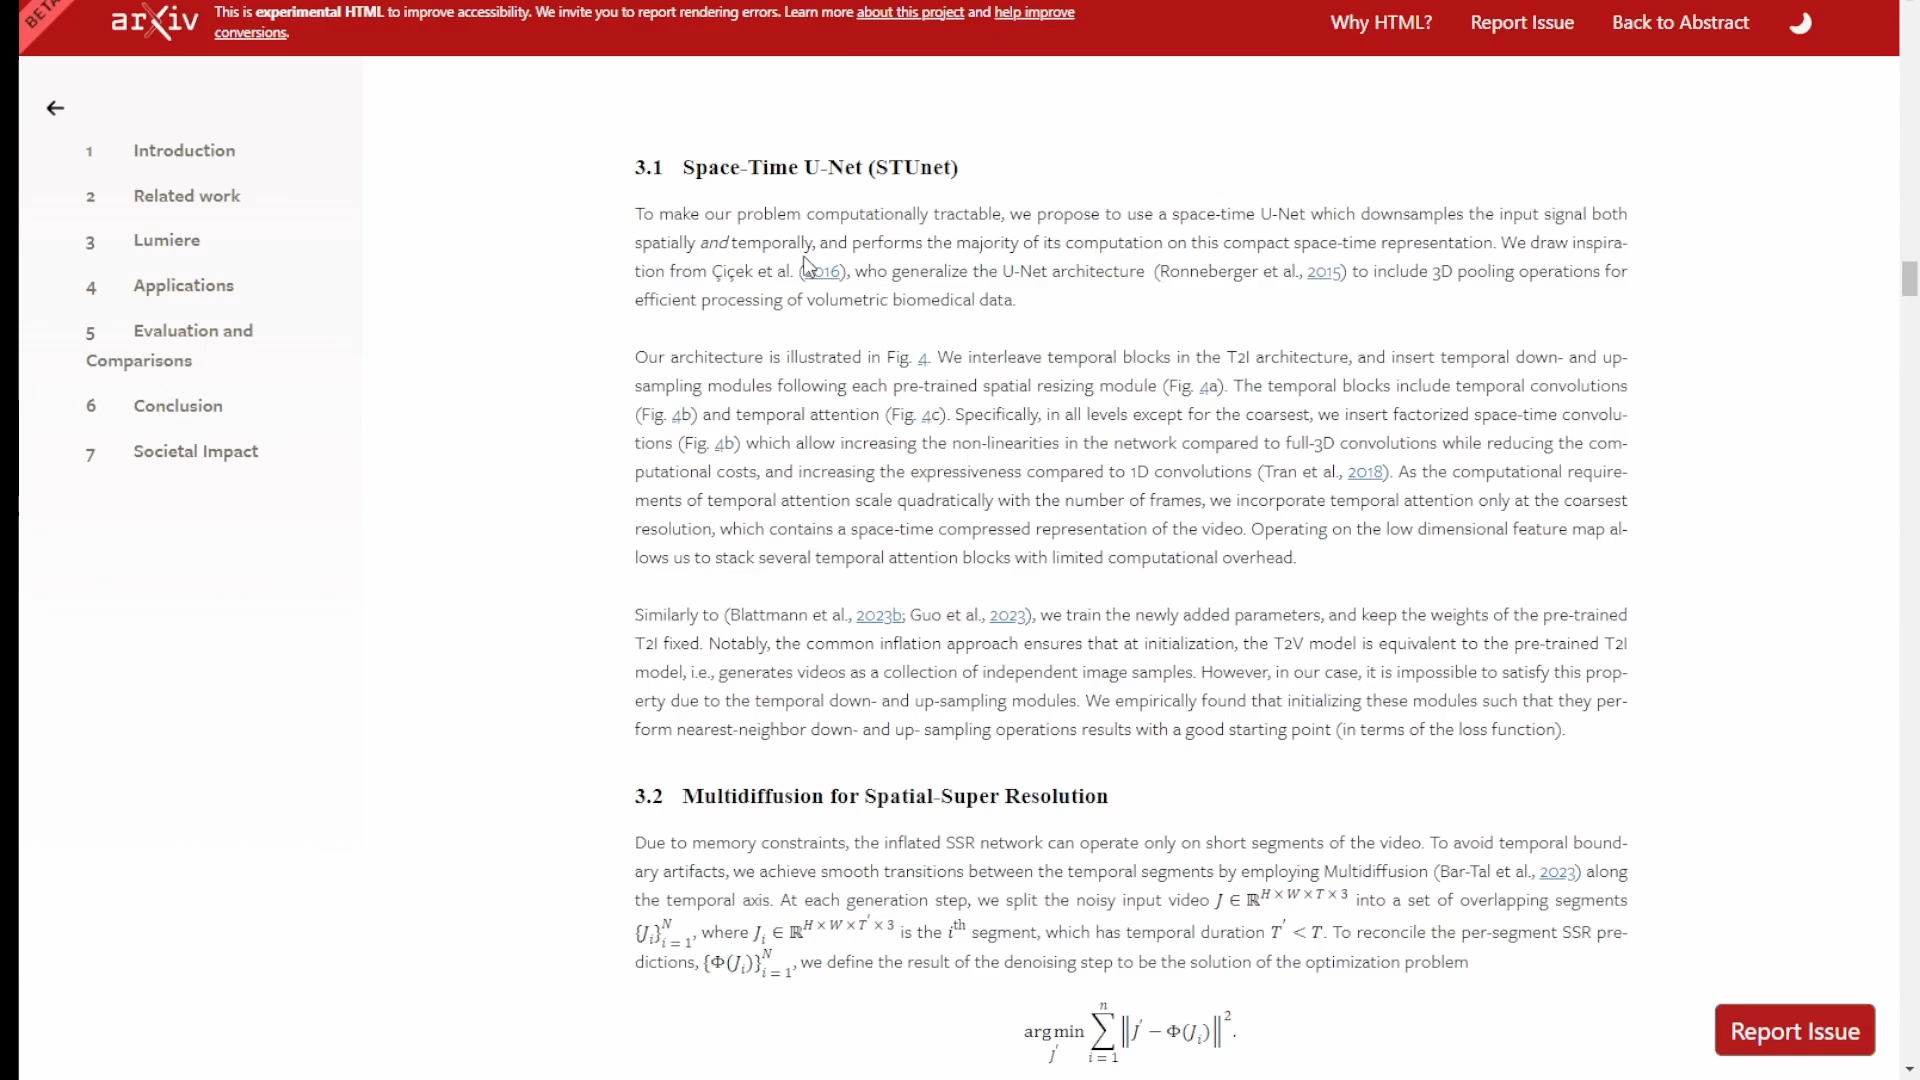 BETA
arXiv
This is experimental HTML to improve accessibility. We invite you to report rendering errors. Learn more about this project and help improve
conversions.
Why HTML?
Report Issue
Back to Abstract
1 Introduction
2 Related work
3 Lumiere
4 Applications
5 Evaluation and
Comparisons
6 Conclusion
7 Societal Impact
3.1 Space-Time U-Net (STUnet)
To make our problem computationally tractable, we propose to use a space-time U-Net which downsamples the input signal both
spatially and temporally, and performs the majority of its computation on this compact space-time representation. We draw inspira-
tion from Çiçek et al. (2016), who generalize the U-Net architecture (Ronneberger et al., 2015) to include 3D pooling operations for
efficient processing of volumetric biomedical data.
Our architecture is illustrated in Fig. 4. We interleave temporal blocks in the T2I architecture, and insert temporal down- and up-
sampling modules following each pre-trained spatial resizing module (Fig. 4a). The temporal blocks include temporal convolutions
(Fig. 4b) and temporal attention (Fig. 4c). Specifically, in all levels except for the coarsest, we insert factorized space-time convolu-
tions (Fig. 4b) which allow increasing the non-linearities in the network compared to full-3D convolutions while reducing the com-
putational costs, and increasing the expressiveness compared to 1D convolutions (Tran et al., 2018). As the computational require-
ments of temporal attention scale quadratically with the number of frames, we incorporate temporal attention only at the coarsest
resolution, which contains a space-time compressed representation of the video. Operating on the low dimensional feature map al-
lows us to stack several temporal attention blocks with limited computational overhead.
Similarly to (Blattmann et al., 2023b; Guo et al., 2023), we train the newly added parameters, and keep the weights of the pre-trained
T2I fixed. Notably, the common inflation approach ensures that at initialization, the T2V model is equivalent to the pre-trained T2I
model, i.e., generates videos as a collection of independent image samples. However, in our case, it is impossible to satisfy this prop-
erty due to the temporal down- and up-sampling modules. We empirically found that initializing these modules such that they per-
form nearest-neighbor down- and up- sampling operations results with a good starting point (in terms of the loss function).
3.2 Multidiffusion for Spatial-Super Resolution
Due to memory constraints, the inflated SSR network can operate only on short segments of the video. To avoid temporal bound-
ary artifacts, we achieve smooth transitions between the temporal segments by employing Multidiffusion (Bar-Tal et al., 2023) along
the temporal axis. At each generation step, we split the noisy input video J ∈ ℝ^{H×W×T×3} into a set of overlapping segments
{J_i}_{i=1}^{N}, where J_i ∈ ℝ^{H×W×T′×3} is the i^{th} segment, which has temporal duration T′ < T. To reconcile the per-segment SSR pre-
dictions, {Φ(J_i)}_{i=1}^{N}, we define the result of the denoising step to be the solution of the optimization problem
arg min_{J′} ∑_{i=1}^{n} ‖J′ − Φ(J_i)‖².
Report Issue